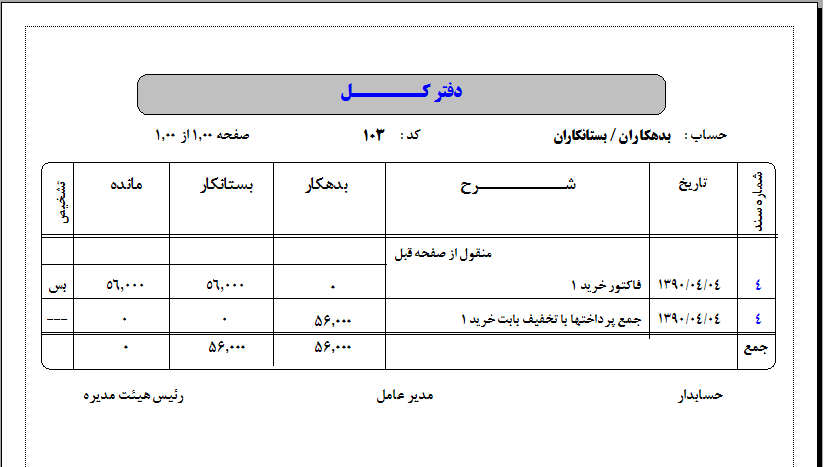 دفتر کــــــــل
حساب : بدهکاران / بستانکاران کد : ۱۰۳ صفحه ۱,۰۰ از ۱,۰۰
شماره سند تاریخ شــــــــــرح بدهکار بستانکار مانده تشخیص
منقول از صفحه قبل
٤ ۱۳۹۰/۰٤/۰٤ فاکتور خرید ۱ ۰ ٥٦,۰۰۰ ٥٦,۰۰۰ بس
٤ ۱۳۹۰/۰٤/۰٤ جمع پرداختها با تخفیف بابت خرید ۱ ۵۶,۰۰۰ ۰ ۰ ---
جمع ۵۶,۰۰۰ ۵۶,۰۰۰ ۰
حسابدار مدیر عامل رئیس هیئت مدیره